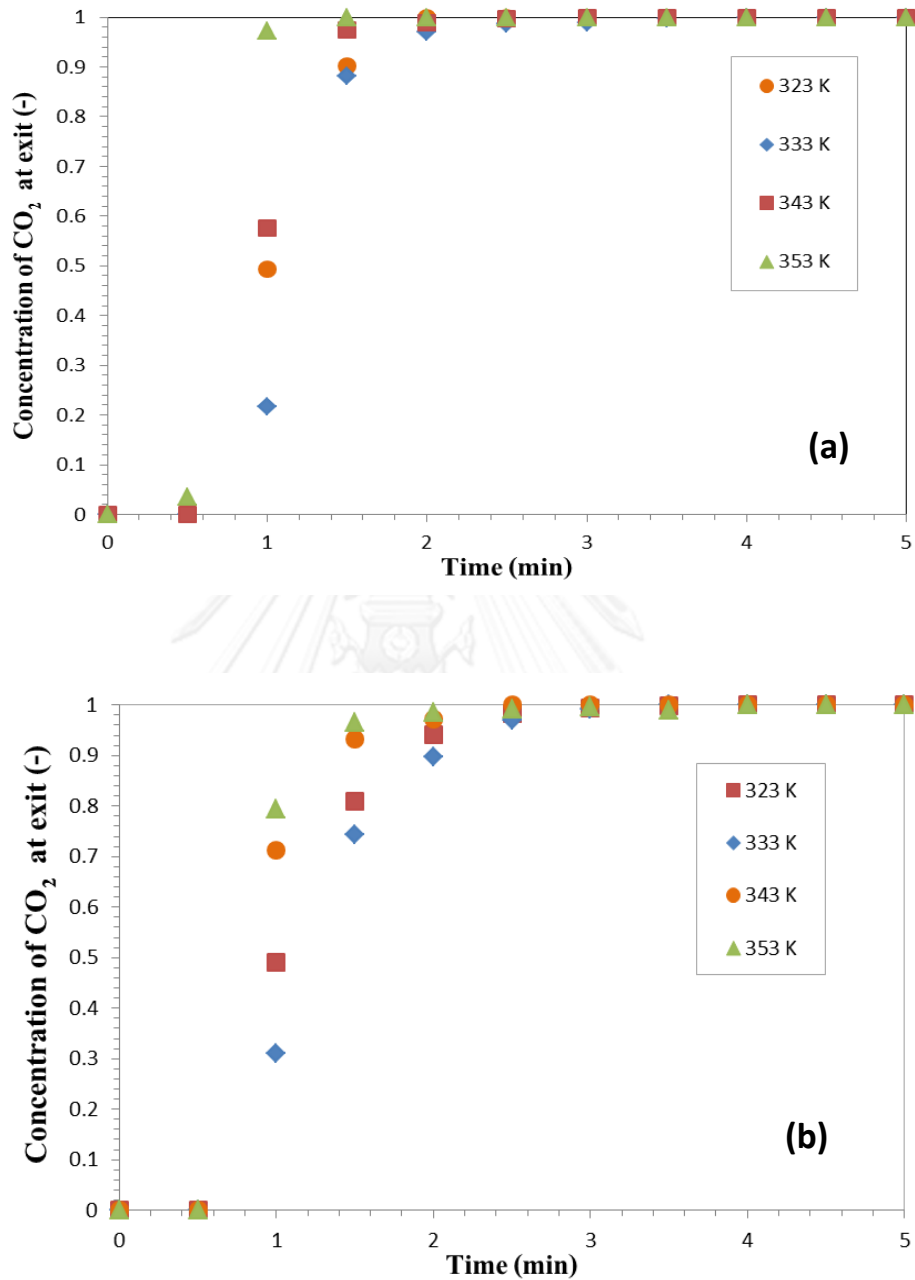 Concentration of CO₂ at exit (-)
1
0.9
0.8
0.7
0.6
0.5
0.4
0.3
0.2
0.1
0
323 K
333 K
343 K
353 K
(a)
0 1 2 3 4 5
Time (min)
Concentration of CO₂ at exit (-)
1
0.9
0.8
0.7
0.6
0.5
0.4
0.3
0.2
0.1
0
323 K
333 K
343 K
353 K
(b)
0 1 2 3 4 5
Time (min)